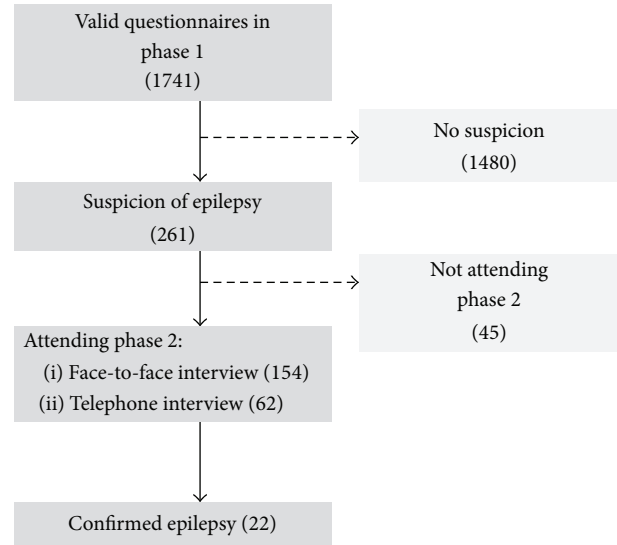 Valid questionnaires in
phase 1
(1741)
No suspicion
(1480)
Suspicion of epilepsy
(261)
Not attending
phase 2
(45)
Attending phase 2:
(i) Face-to-face interview (154)
(ii) Telephone interview (62)
Confirmed epilepsy (22)